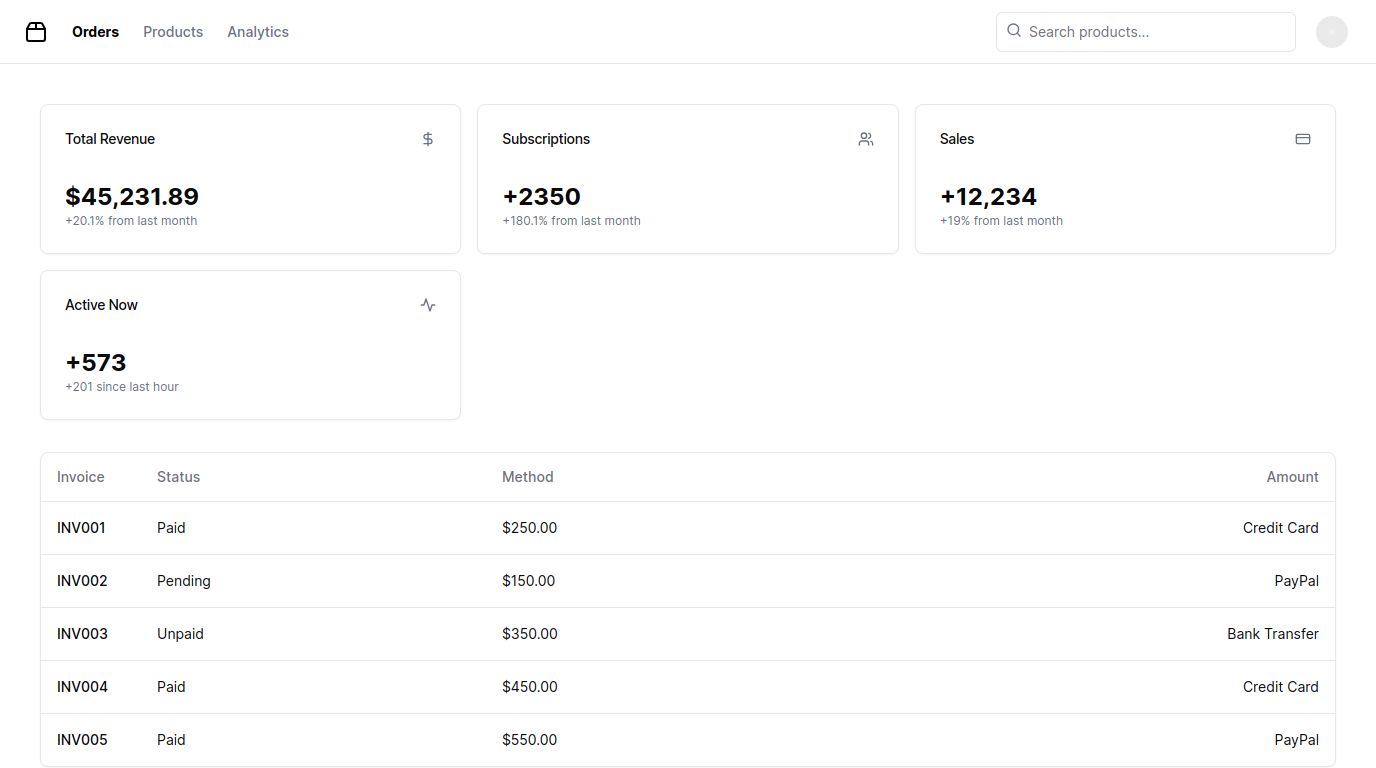 Orders Products Analytics Search products...
Total Revenue
$45,231.89
+20.1% from last month
Subscriptions
+2350
+180.1% from last month
Sales
+12,234
+19% from last month
Active Now
+573
+201 since last hour
Invoice Status Method Amount
INV001 Paid $250.00 Credit Card
INV002 Pending $150.00 PayPal
INV003 Unpaid $350.00 Bank Transfer
INV004 Paid $450.00 Credit Card
INV005 Paid $550.00 PayPal